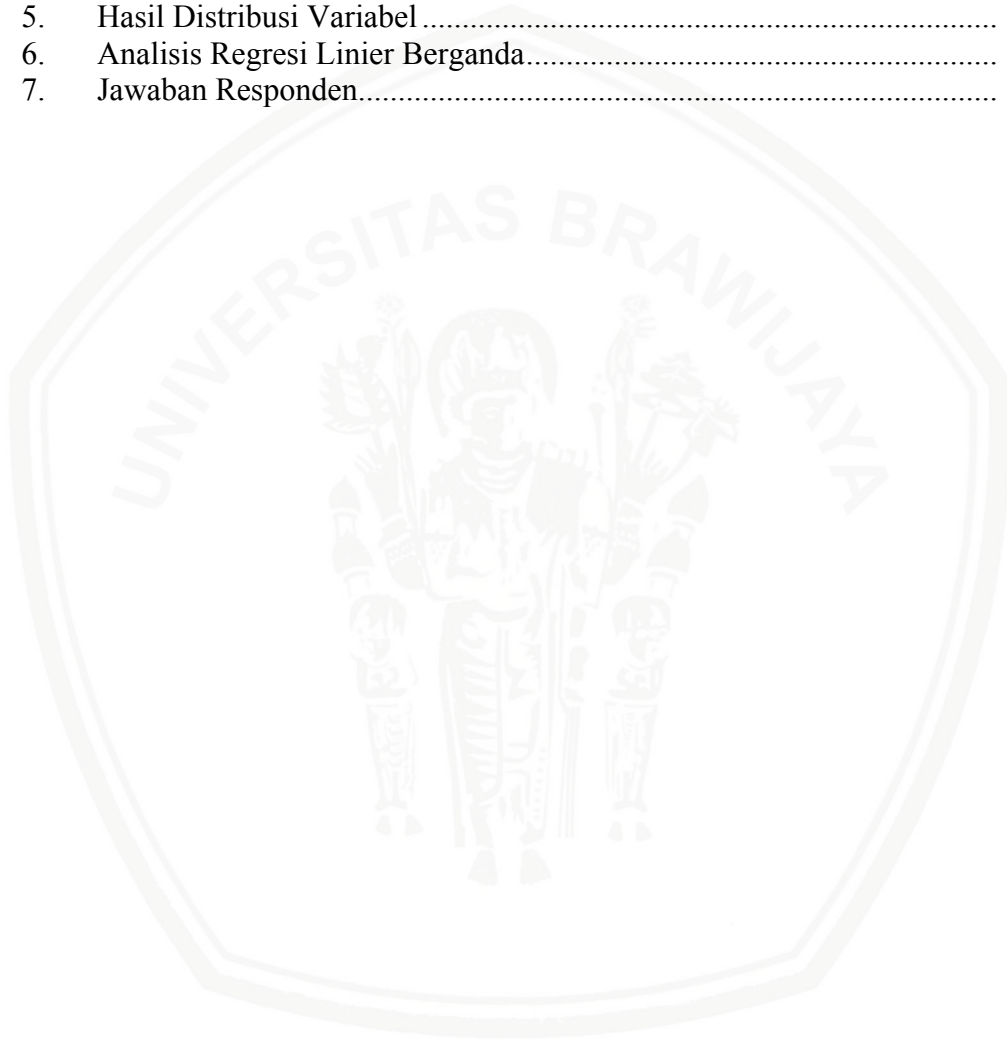 5. Hasil Distribusi Variabel ........................................................................
6. Analisis Regresi Linier Berganda...........................................................
7. Jawaban Responden................................................................................
UNIVERSITAS BRAWIJAYA